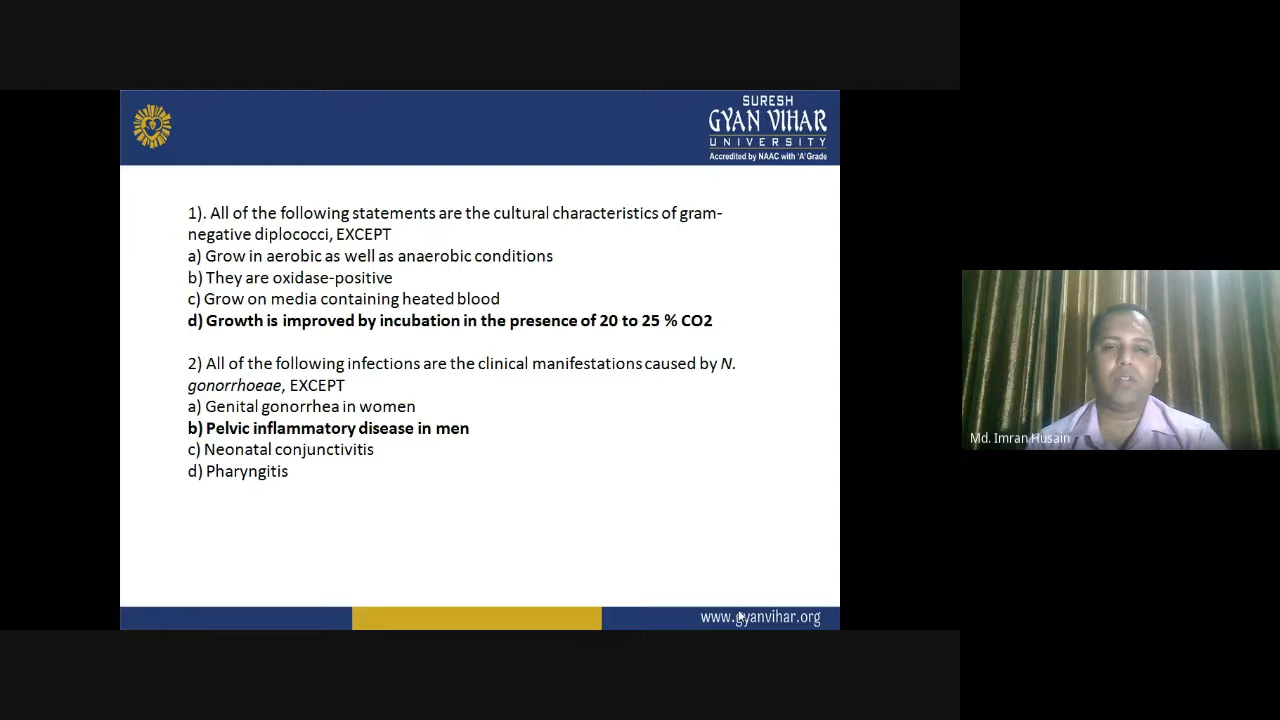 SURESH
GYAN VIHAR
UNIVERSITY
Accredited by NAAC with 'A' Grade
1). All of the following statements are the cultural characteristics of gram-
negative diplococci, EXCEPT
a) Grow in aerobic as well as anaerobic conditions
b) They are oxidase-positive
c) Grow on media containing heated blood
d) Growth is improved by incubation in the presence of 20 to 25 % CO2
2) All of the following infections are the clinical manifestations caused by N.
gonorrhoeae, EXCEPT
a) Genital gonorrhea in women
b) Pelvic inflammatory disease in men
c) Neonatal conjunctivitis
d) Pharyngitis
Md. Imran Husain
www.gyanvihar.org